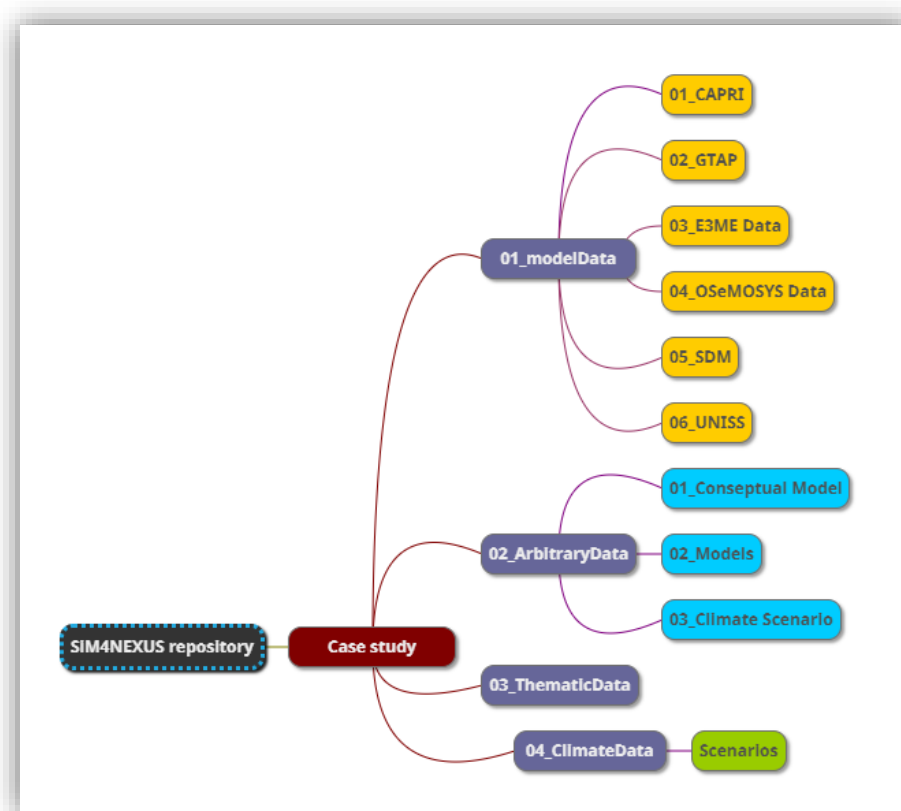 01_CAPRI
02_GTAP
03_E3ME Data
01_modelData
04_OSeMOSYS Data
05_SDM
06_UNISS
01_Conseptual Model
02_ArbitraryData
02_Models
03_Climate Scenario
SIM4NEXUS repository
Case study
03_ThematicData
04_ClimateData
Scenarios